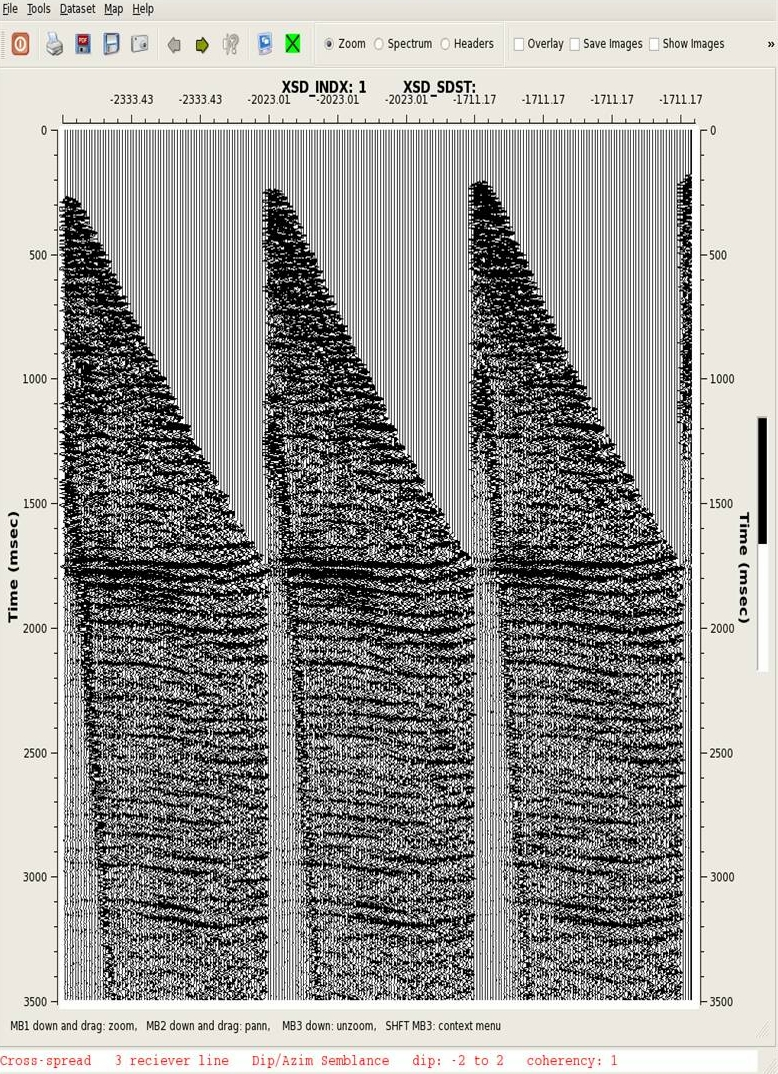 File Tools Dataset Map Help
Zoom Spectrum Headers Overlay Save Images Show Images »
XSD_INDX: 1 XSD_SDST:
-2333.43 -2333.43 -2023.01 -2023.01 -2023.01 -1711.17 -1711.17 -1711.17 -1711.17
0 0
500 500
1000 1000
1500 1500
Time (msec) Time (msec)
2000 2000
2500 2500
3000 3000
3500 3500
MB1 down and drag: zoom, MB2 down and drag: pann, MB3 down: unzoom, SHFT MB3: context menu
Cross-spread 3 reciever line Dip/Azim Semblance dip: -2 to 2 coherency: 1